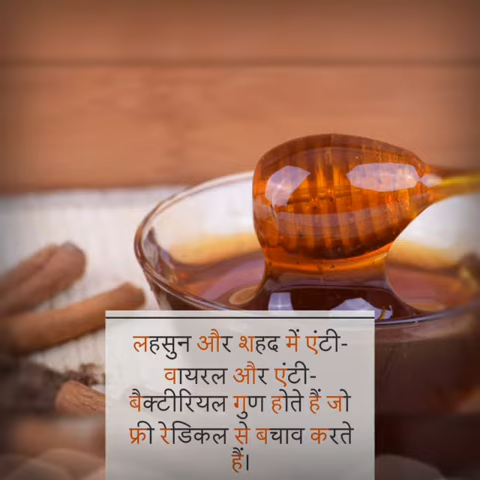 लहसुन और शहद में एंटी-
वायरल और एंटी-
बैक्टीरियल गुण होते हैं जो
फ्री रेडिकल से बचाव करते
हैं।